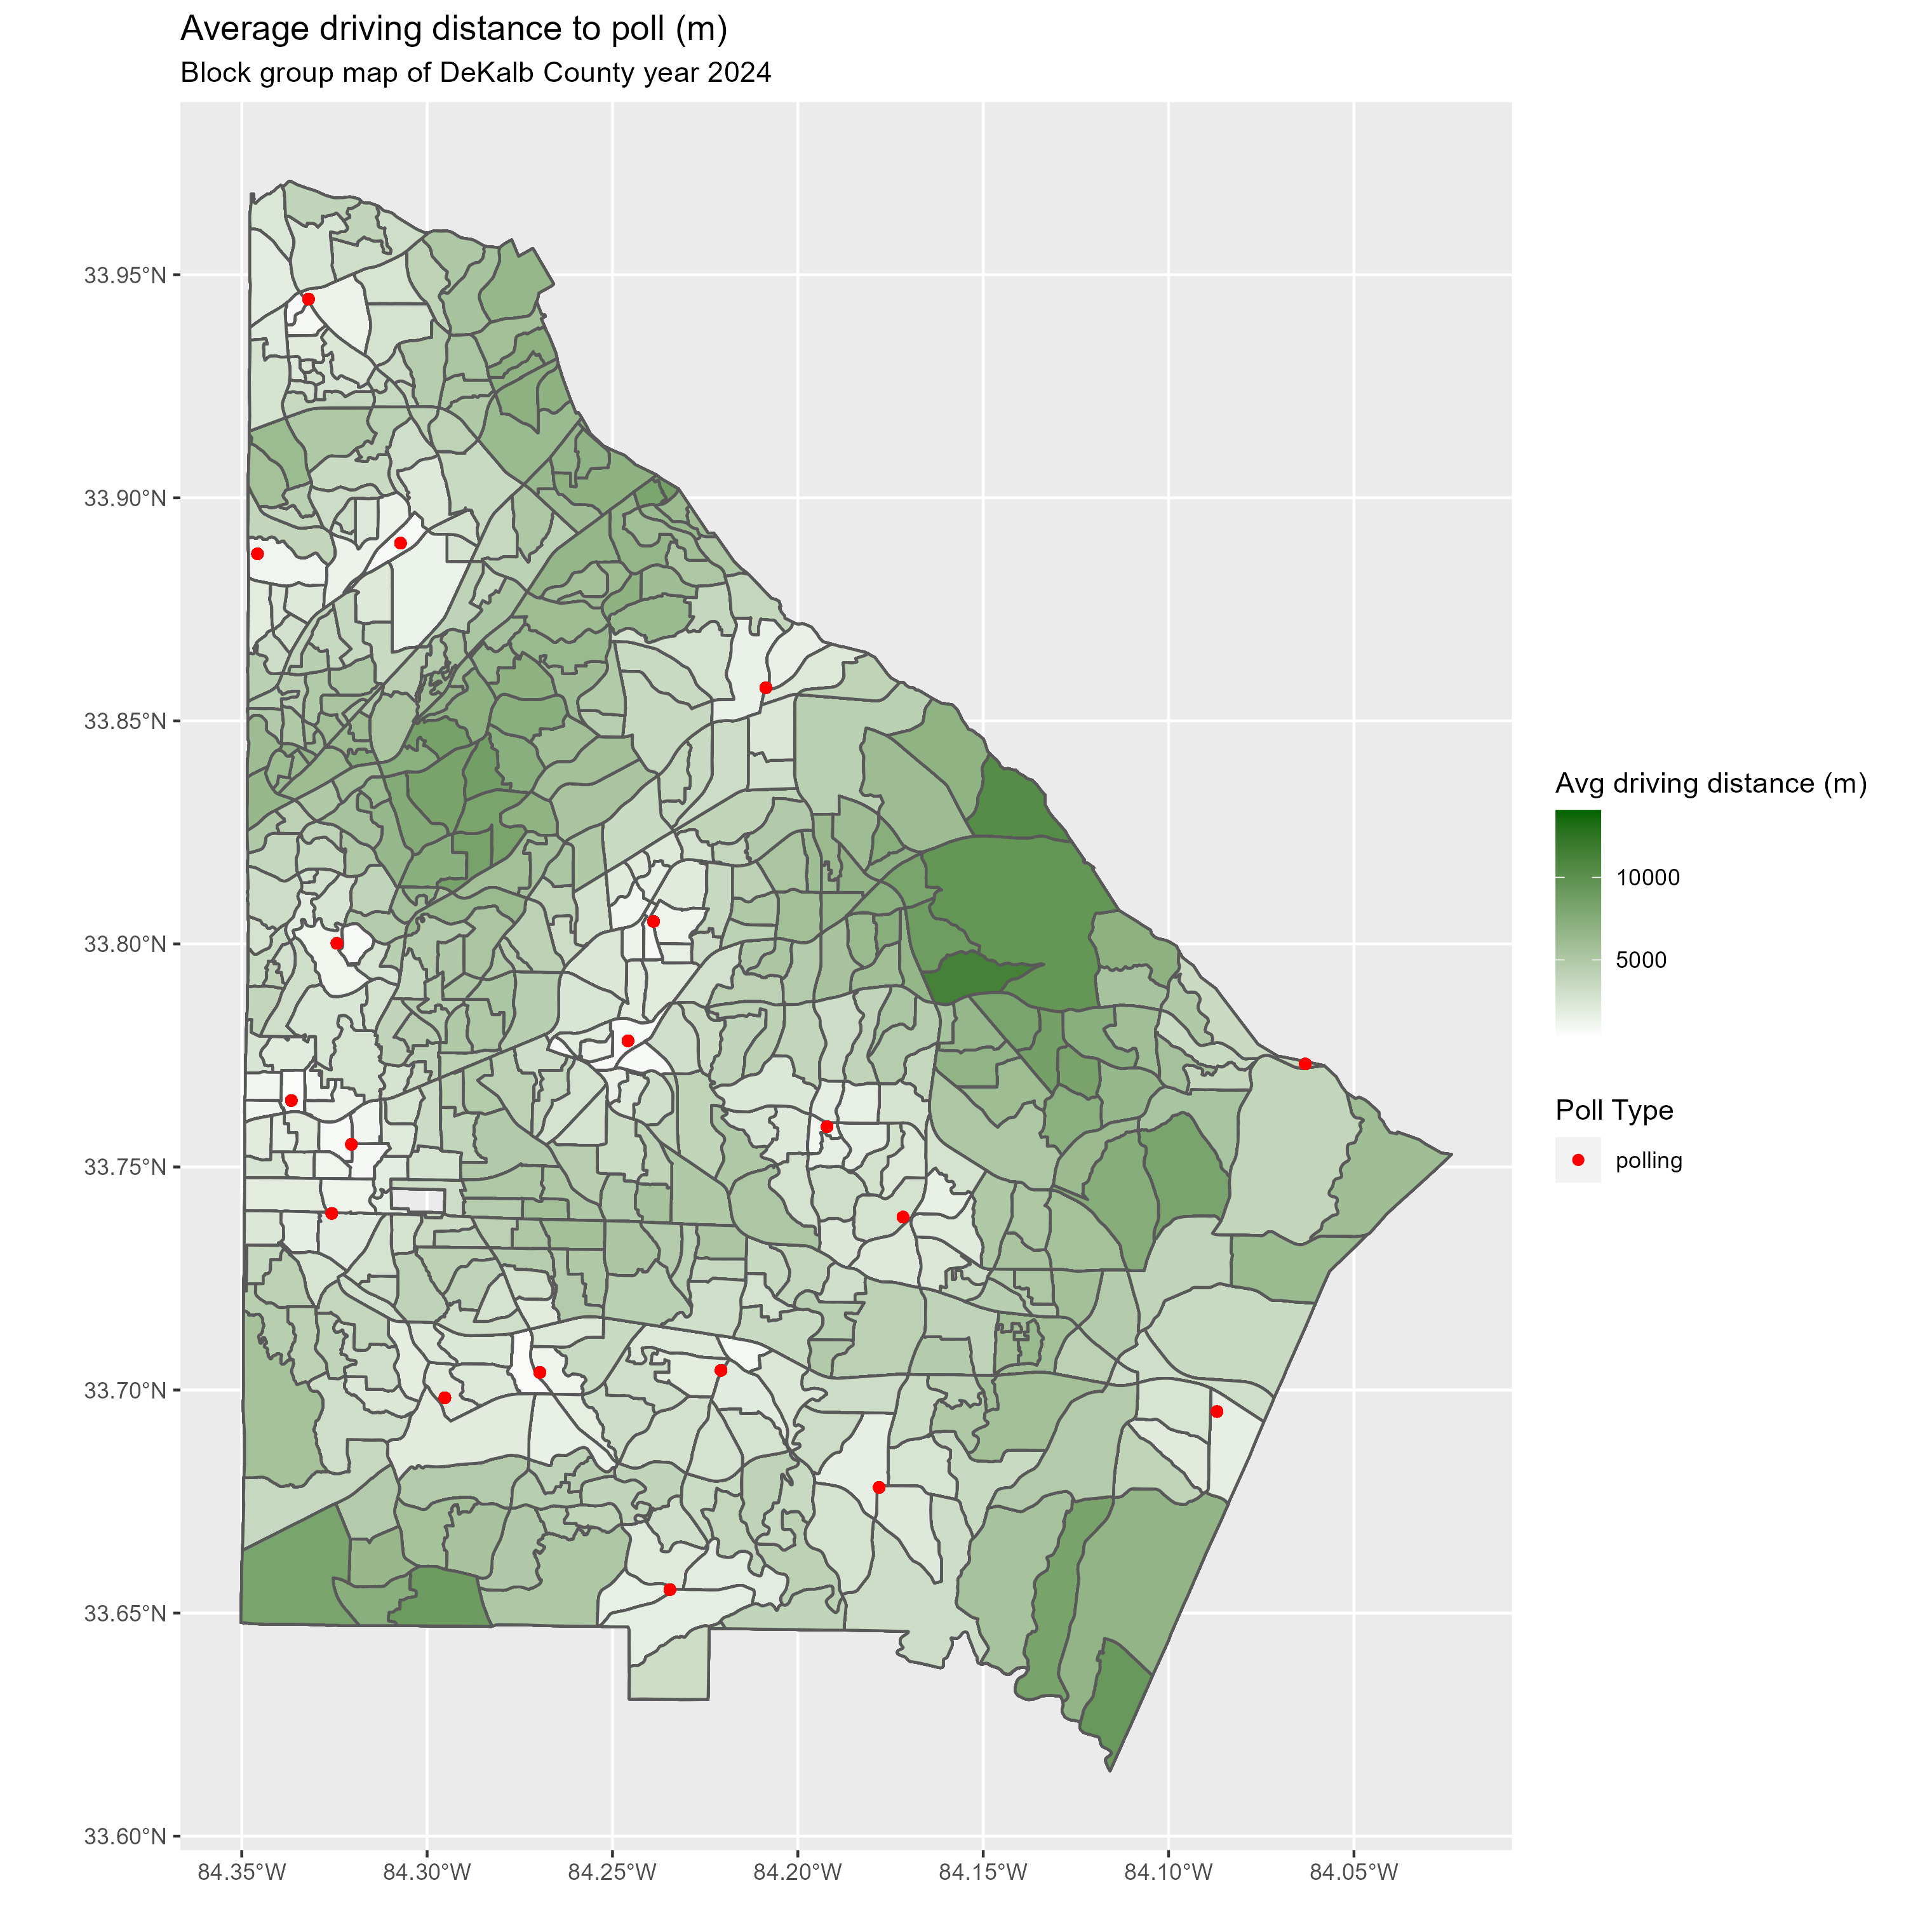 Average driving distance to poll (m)
Block group map of DeKalb County year 2024
33.95°N
33.90°N
33.85°N
33.80°N
33.75°N
33.70°N
33.65°N
33.60°N
84.35°W
84.30°W
84.25°W
84.20°W
84.15°W
84.10°W
84.05°W
Avg driving distance (m)
10000
5000
Poll Type
polling